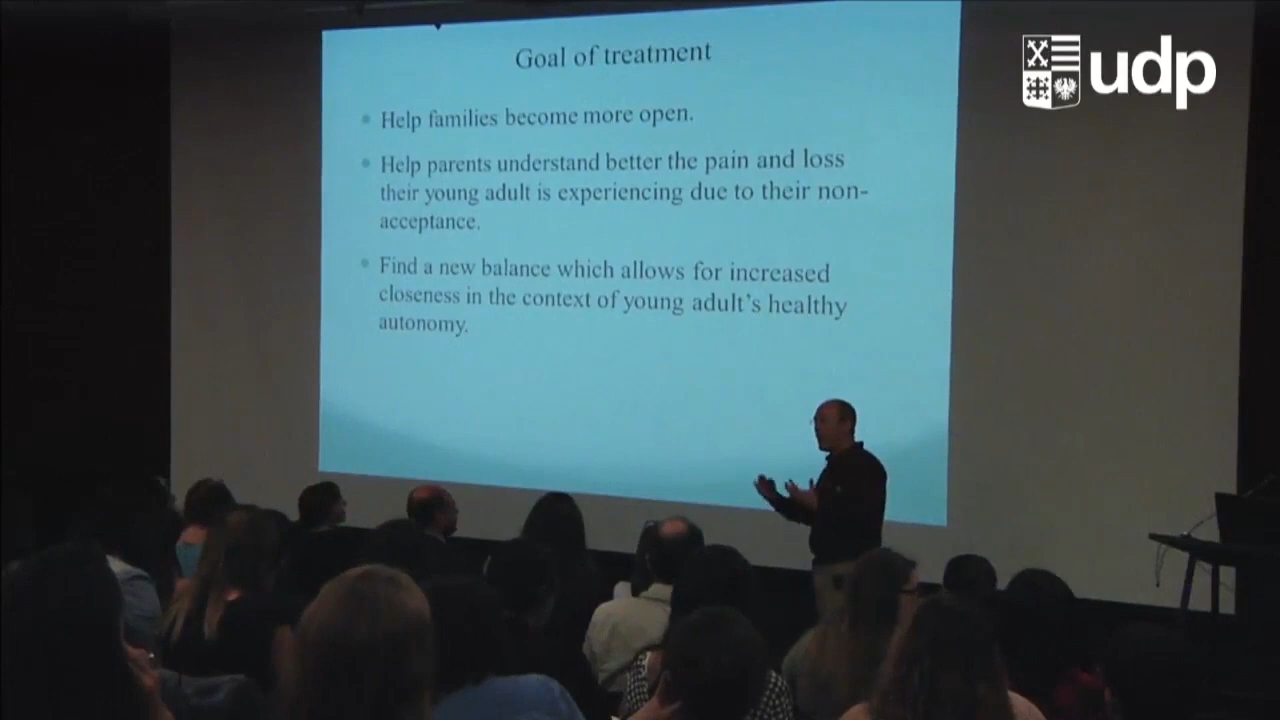 Goal of treatment
udp
Help families become more open.
Help parents understand better the pain and loss
their young adult is experiencing due to their non-
acceptance.
Find a new balance which allows for increased
closeness in the context of young adult's healthy
autonomy.